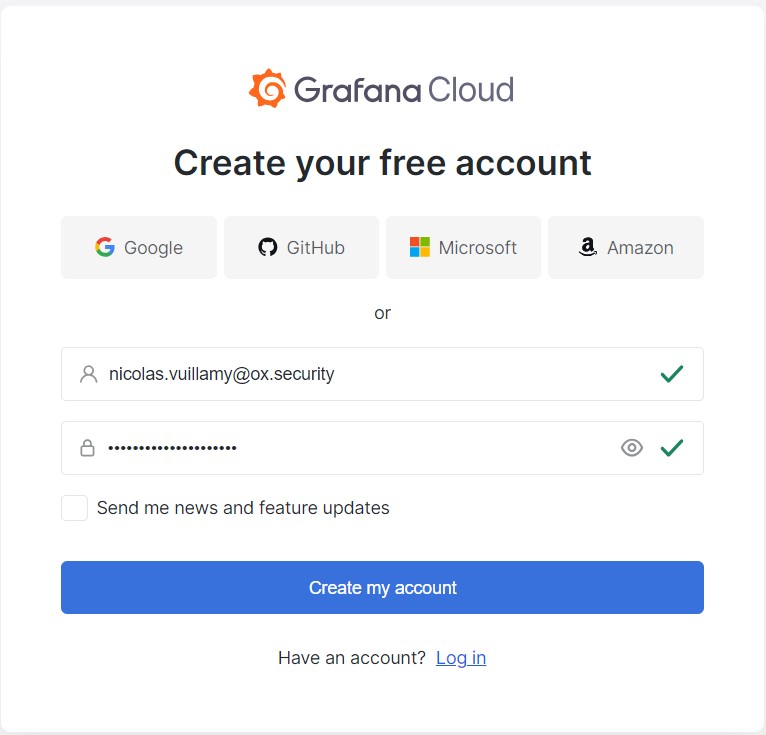 Grafana Cloud
Create your free account
Google GitHub Microsoft Amazon
or
nicolas.vuillamy@ox.security
•••••••••••••••••••••
Send me news and feature updates
Create my account
Have an account? Log in